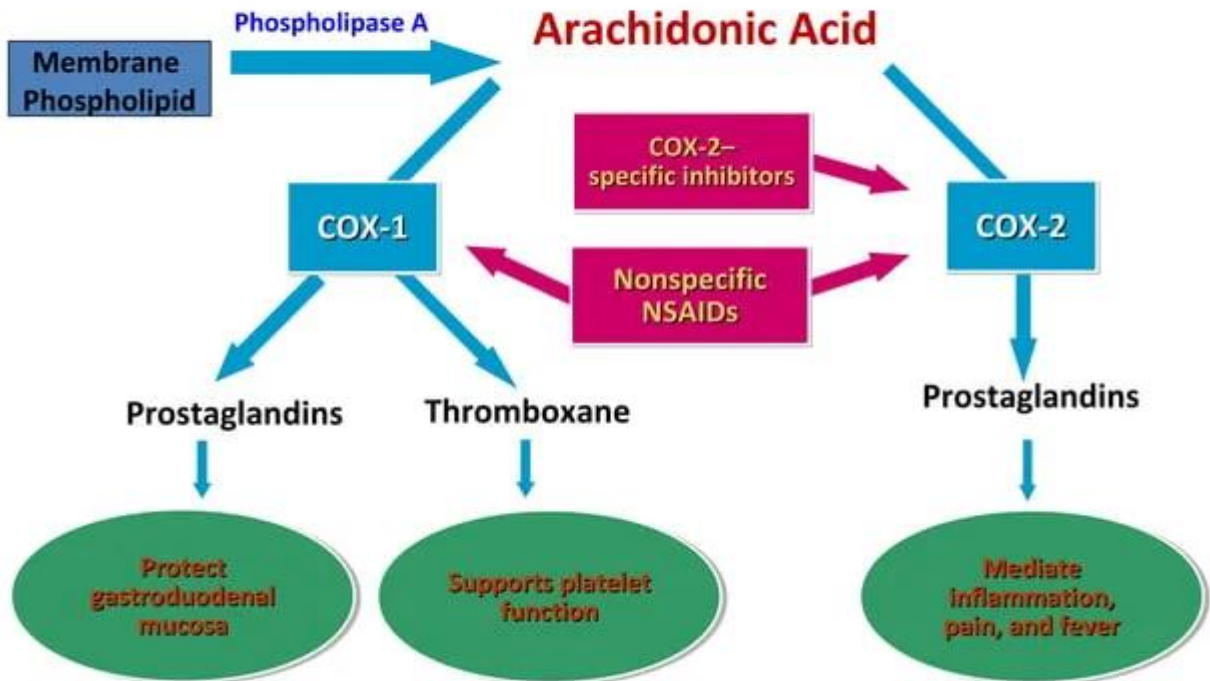 Phospholipase A
Arachidonic Acid
Membrane
Phospholipid
COX-2–
specific inhibitors
COX-1
COX-2
Nonspecific
NSAIDs
Prostaglandins
Thromboxane
Prostaglandins
Protect
gastroduodenal
mucosa
Supports platelet
function
Mediate
inflammation,
pain, and fever